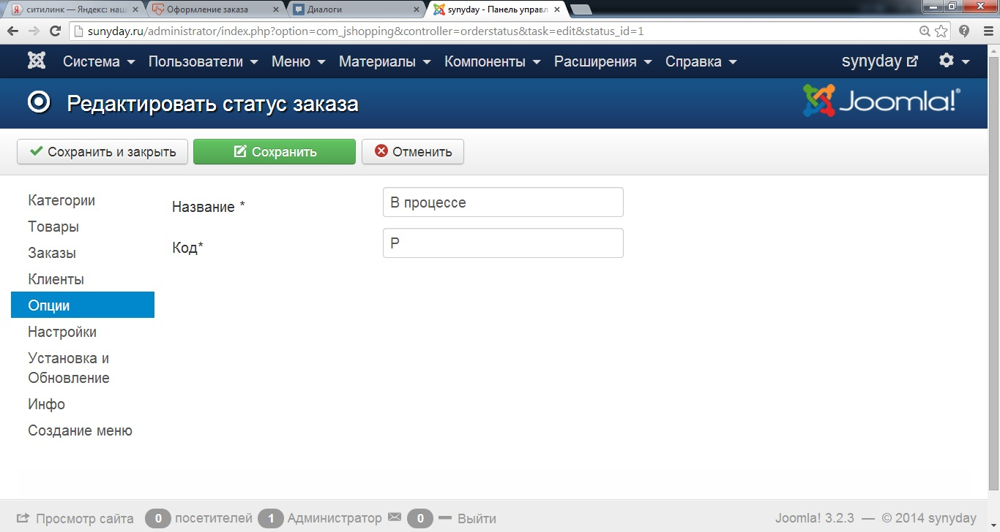 ситилинк — Яндекс: наш
Оформление заказа
Диалоги
synyday - Панель управл
sunyday.ru/administrator/index.php?option=com_jshopping&controller=orderstatus&task=edit&status_id=1
Система Пользователи Меню Материалы Компоненты Расширения Справка synyday
Редактировать статус заказа
Joomla!®
Сохранить и закрыть Сохранить Отменить
Категории
Товары
Заказы
Клиенты
Опции
Настройки
Установка и
Обновление
Инфо
Создание меню
Название * В процессе
Код* P
Просмотр сайта 0 посетителей 1 Администратор 0 Выйти
Joomla! 3.2.3 — © 2014 synyday